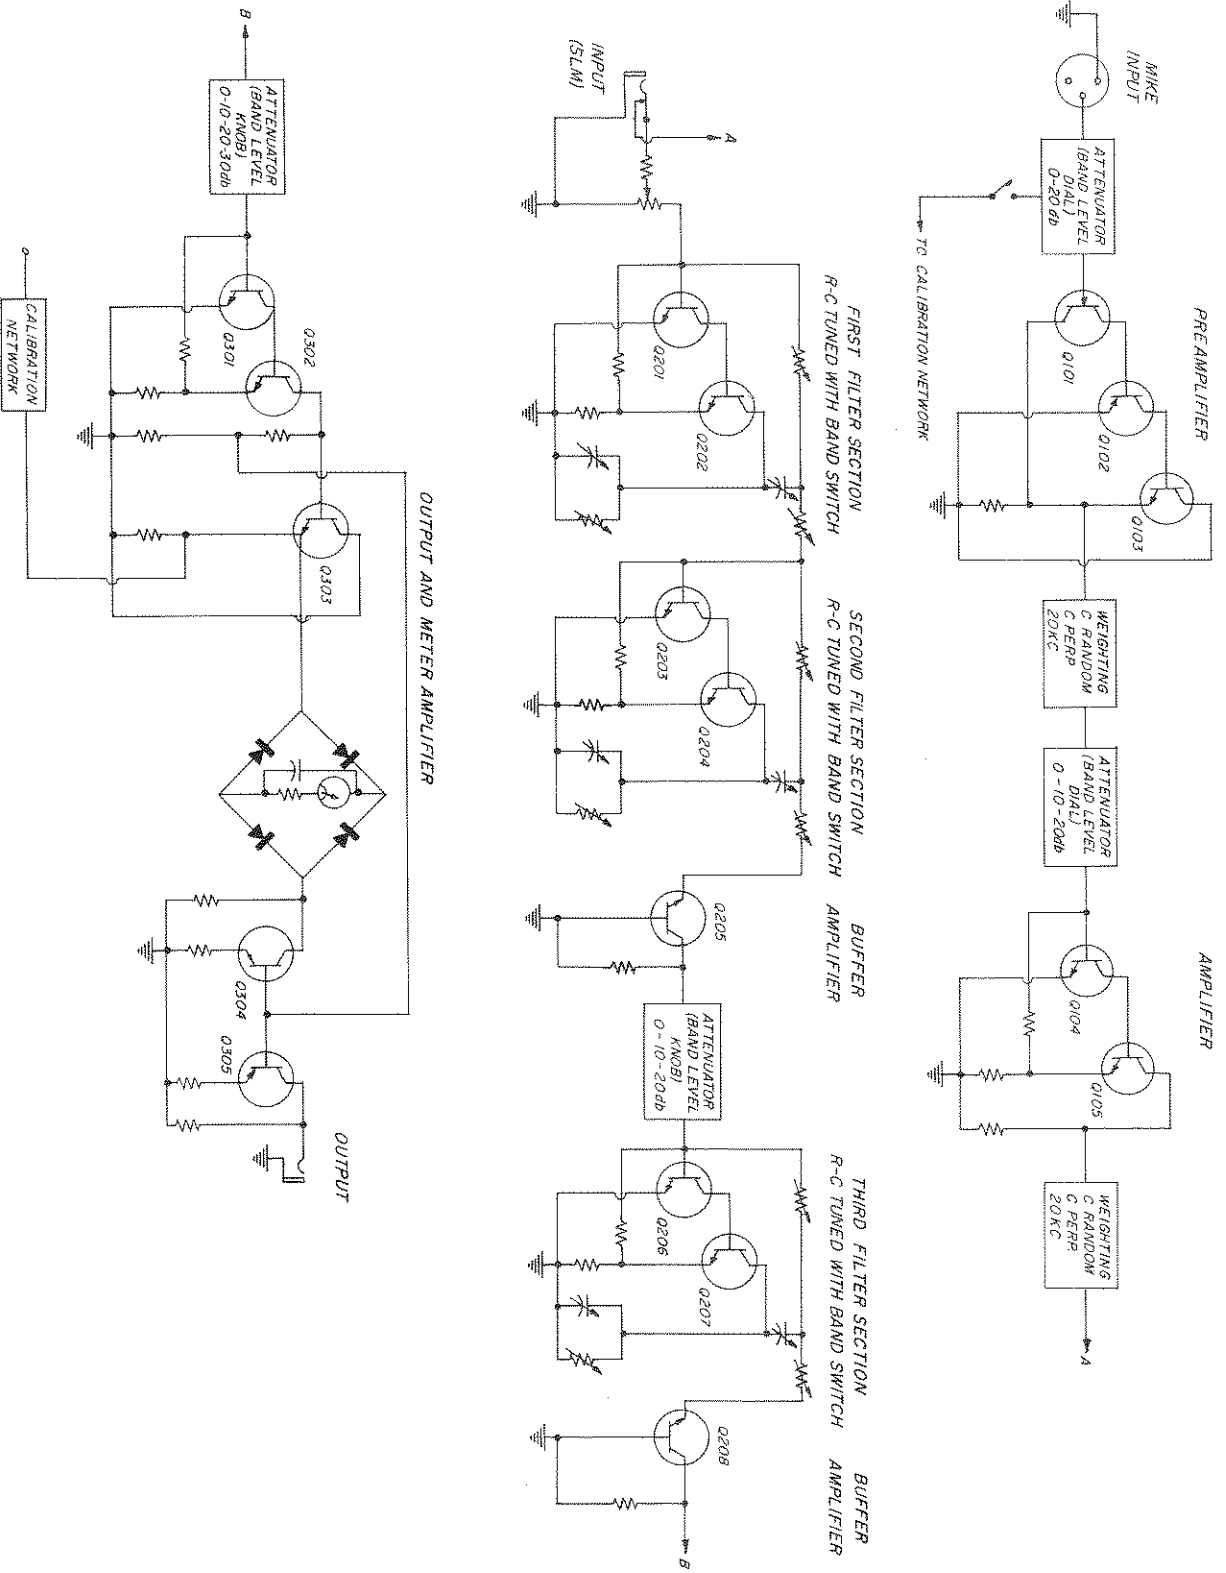 PREAMPLIFIER
AMPLIFIER
MIKE
INPUT
ATTENUATOR
(BAND LEVEL
DIAL)
0-20db
TO CALIBRATION NETWORK
Q101
Q102
Q103
WEIGHTING
C RANDOM
C PERP
20KC
ATTENUATOR
(BAND LEVEL
DIAL)
0-10-20db
Q104
Q105
WEIGHTING
C RANDOM
C PERP.
20KC
A
FIRST FILTER SECTION
R-C TUNED WITH BAND SWITCH
SECOND FILTER SECTION
R-C TUNED WITH BAND SWITCH
BUFFER
AMPLIFIER
THIRD FILTER SECTION
R-C TUNED WITH BAND SWITCH
BUFFER
AMPLIFIER
INPUT
(SLM)
A
Q201
Q202
Q203
Q204
Q205
ATTENUATOR
(BAND LEVEL
KNOB)
0-10-20db
Q206
Q207
Q208
B
OUTPUT AND METER AMPLIFIER
B
ATTENUATOR
(BAND LEVEL
KNOB)
0-10-20-30db
Q301
Q302
Q303
Q304
Q305
OUTPUT
CALIBRATION
NETWORK